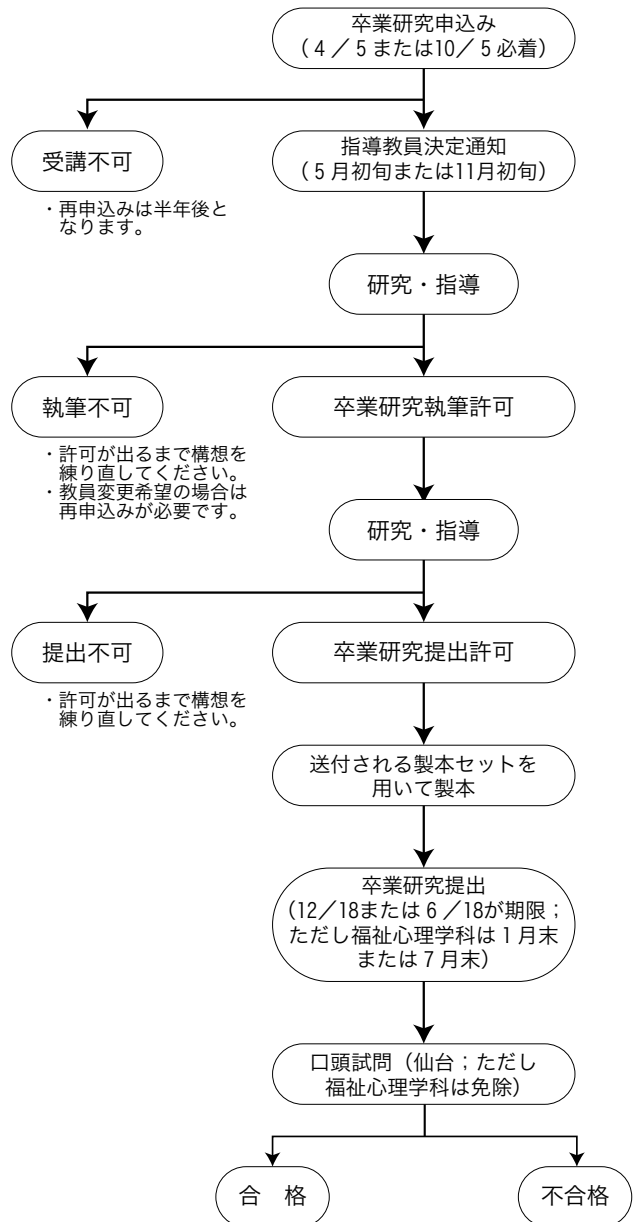 卒業研究申込み
（４／５または10／５必着）
受講不可
指導教員決定通知
（５月初旬または11月初旬）
・再申込みは半年後と
なります。
研究・指導
執筆不可
卒業研究執筆許可
・許可が出るまで構想を
練り直してください。
・教員変更希望の場合は
再申込みが必要です。
研究・指導
提出不可
卒業研究提出許可
・許可が出るまで構想を
練り直してください。
送付される製本セットを
用いて製本
卒業研究提出
（12／18または６／18が期限；
ただし福祉心理学科は１月末
または７月末）
口頭試問（仙台；ただし
福祉心理学科は免除）
合　格
不合格